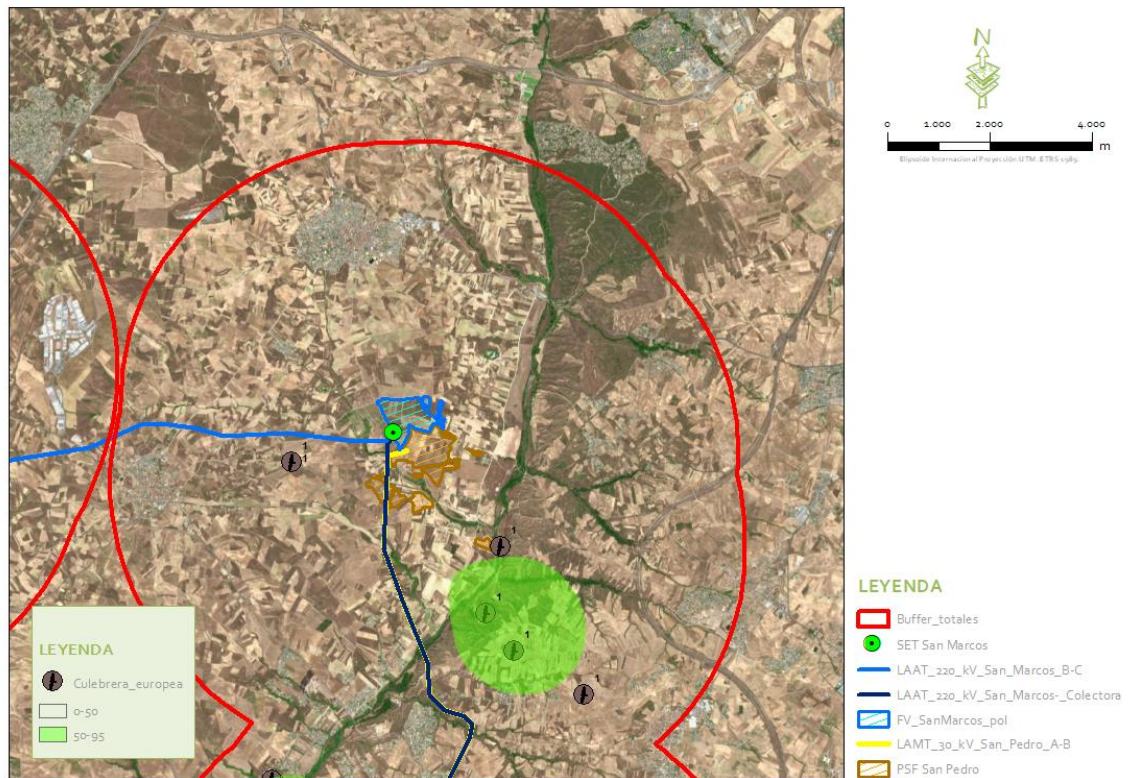 N
0 1.000 2.000 4.000
m
Elipsoide Internacional Proyección UTM. ETRS 1989.
1
1
1
1
1
1
LEYENDA
Culebrera_europea
0-50
50-95
LEYENDA
Buffer_totales
SET San Marcos
LAAT_220_kV_San_Marcos_B-C
LAAT_220_kV_San_Marcos-_Colectora
FV_SanMarcos_pol
LAMT_30_kV_San_Pedro_A-B
PSF San Pedro